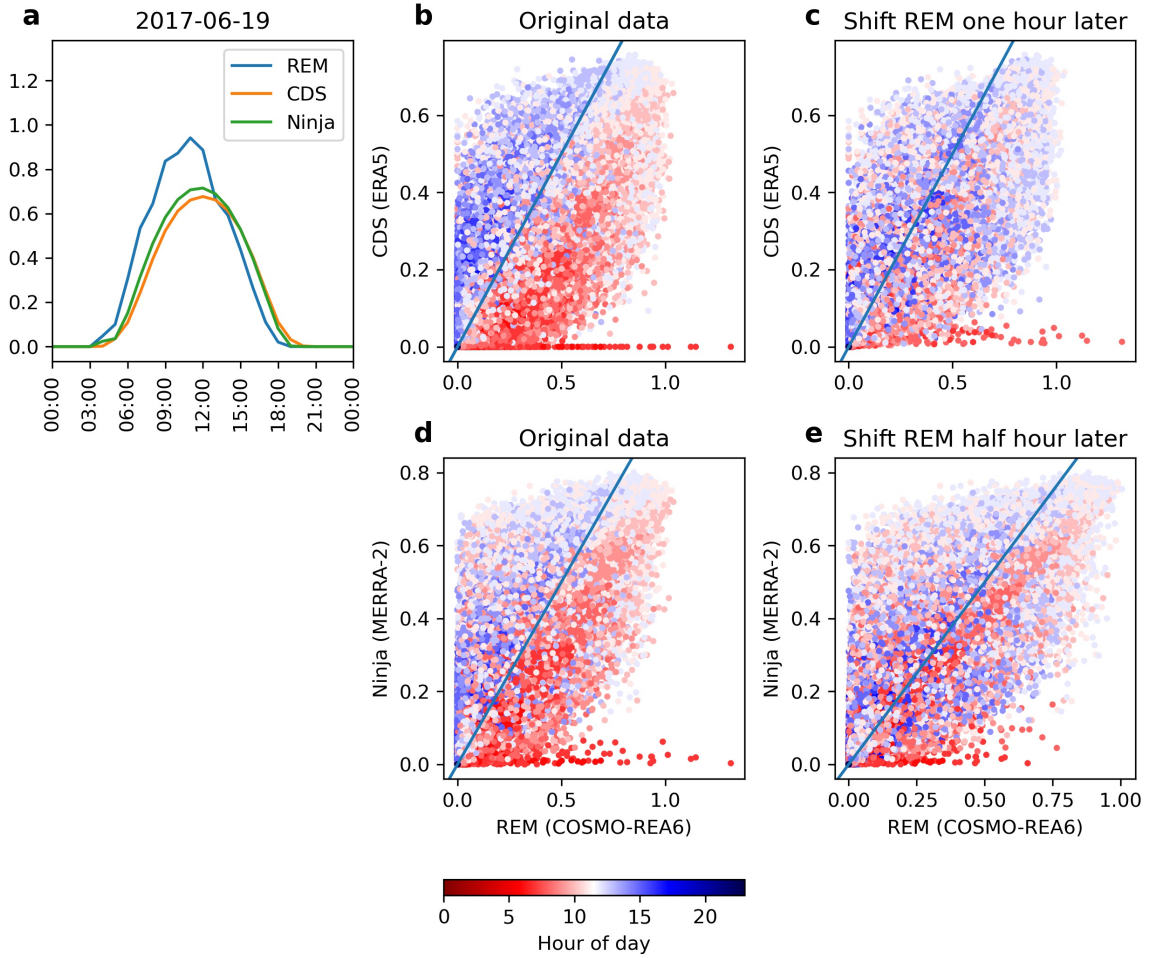 a
2017-06-19
1.2
1.0
0.8
0.6
0.4
0.2
0.0
REM
CDS
Ninja
00:00
03:00
06:00
09:00
12:00
15:00
18:00
21:00
00:00
b
Original data
CDS (ERA5)
0.6
0.4
0.2
0.0
0.0 0.5 1.0
c
Shift REM one hour later
CDS (ERA5)
0.6
0.4
0.2
0.0
0.0 0.5 1.0
d
Original data
Ninja (MERRA-2)
0.8
0.6
0.4
0.2
0.0
0.0 0.5 1.0
REM (COSMO-REA6)
e
Shift REM half hour later
Ninja (MERRA-2)
0.8
0.6
0.4
0.2
0.0
0.00 0.25 0.50 0.75 1.00
REM (COSMO-REA6)
0 5 10 15 20
Hour of day